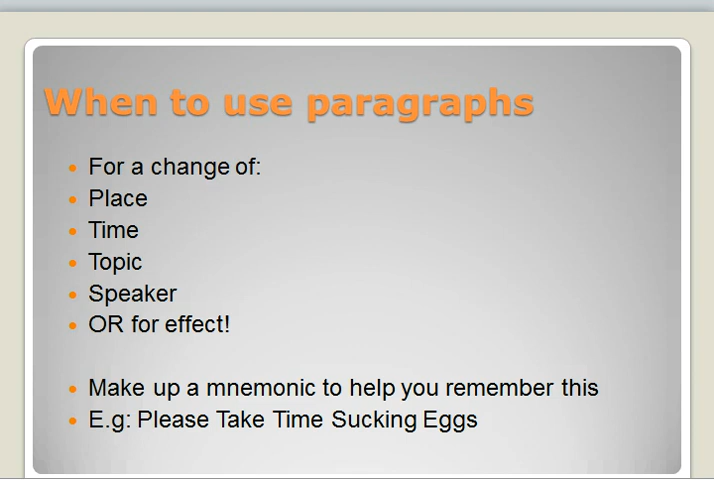 When to use paragraphs
For a change of:
Place
Time
Topic
Speaker
OR for effect!
Make up a mnemonic to help you remember this
E.g: Please Take Time Sucking Eggs